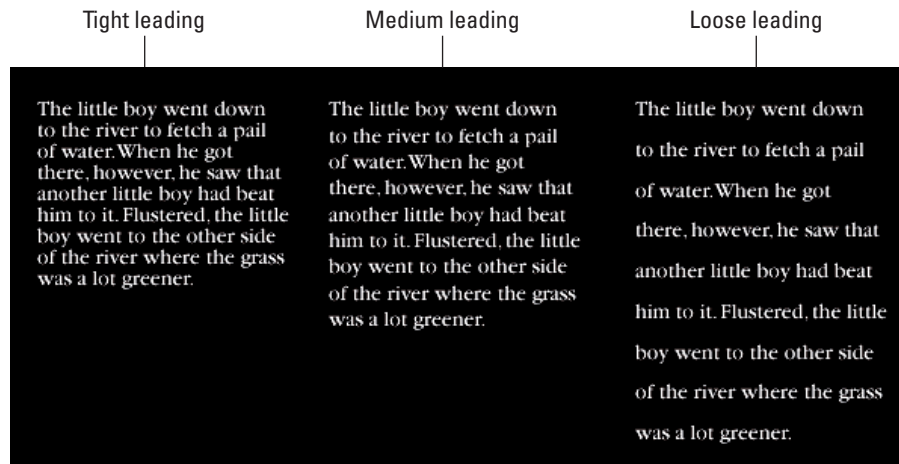 Tight leading
Medium leading
Loose leading
The little boy went down
to the river to fetch a pail
of water. When he got
there, however, he saw that
another little boy had beat
him to it. Flustered, the little
boy went to the other side
of the river where the grass
was a lot greener.
The little boy went down
to the river to fetch a pail
of water. When he got
there, however, he saw that
another little boy had beat
him to it. Flustered, the little
boy went to the other side
of the river where the grass
was a lot greener.
The little boy went down
to the river to fetch a pail
of water. When he got
there, however, he saw that
another little boy had beat
him to it. Flustered, the little
boy went to the other side
of the river where the grass
was a lot greener.